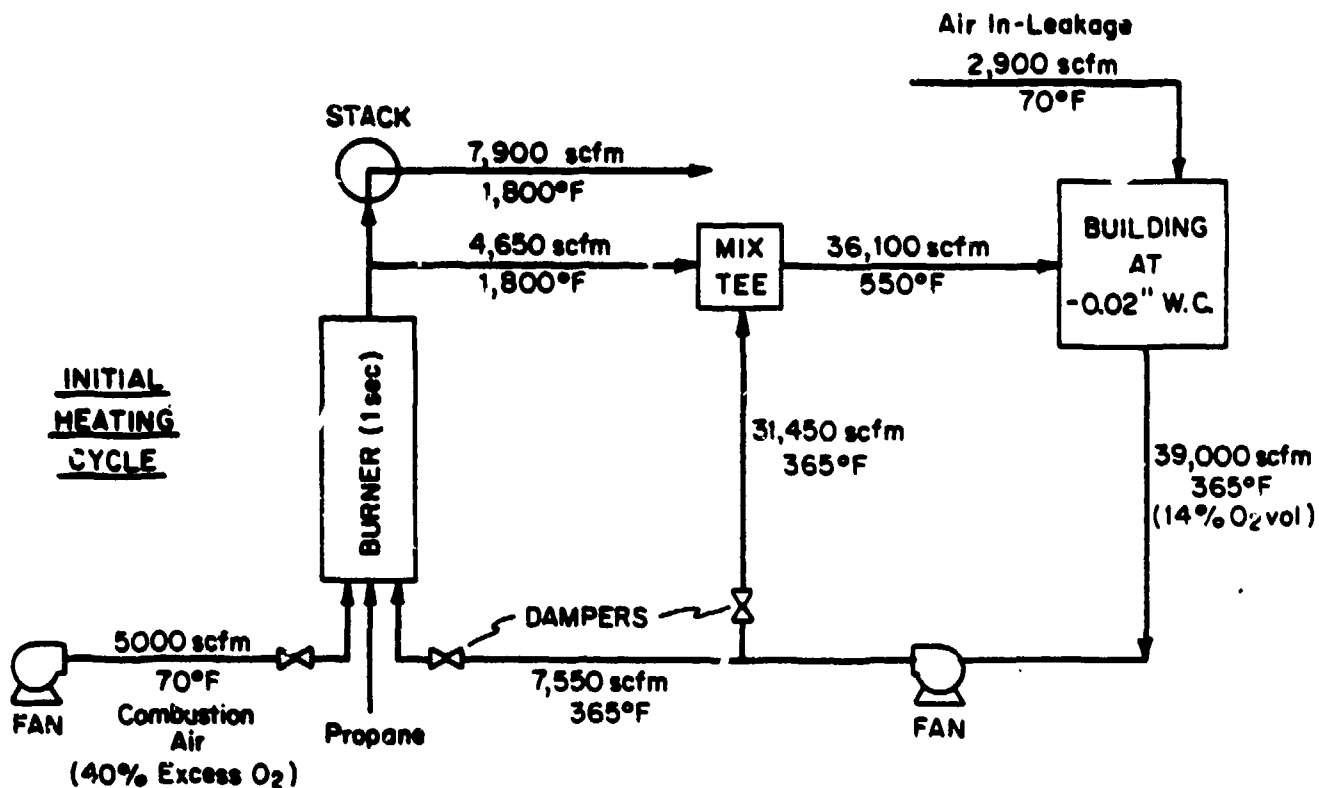 Air In-Leakage
2,900 scfm
70°F
STACK
7,900 scfm
1,800°F
4,650 scfm
1,800°F
MIX
TEE
36,100 scfm
550°F
BUILDING
AT
-0.02" W.C.
INITIAL
HEATING
CYCLE
BURNER (1 sec)
31,450 scfm
365°F
39,000 scfm
365°F
(14% O2 vol)
DAMPERS
5000 scfm
70°F
Combustion
Air
(40% Excess O2)
FAN
Propane
7,550 scfm
365°F
FAN